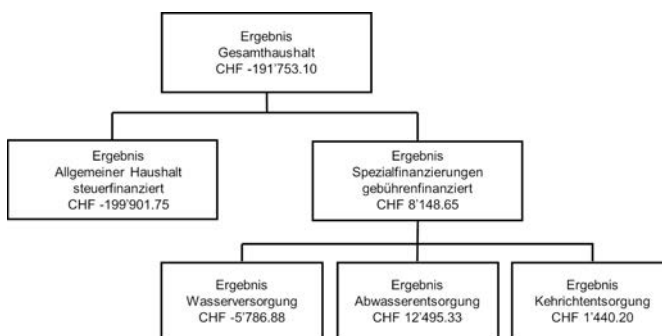 Ergebnis
Gesamthaushalt
CHF -191’753.10
Ergebnis
Allgemeiner Haushalt
steuerfinanziert
CHF -199’901.75
Ergebnis
Spezialfinanzierungen
gebührenfinanziert
CHF 8’148.65
Ergebnis
Wasserversorgung
CHF -5’786.88
Ergebnis
Abwasserentsorgung
CHF 12’495.33
Ergebnis
Kehrichtentsorgung
CHF 1’440.20